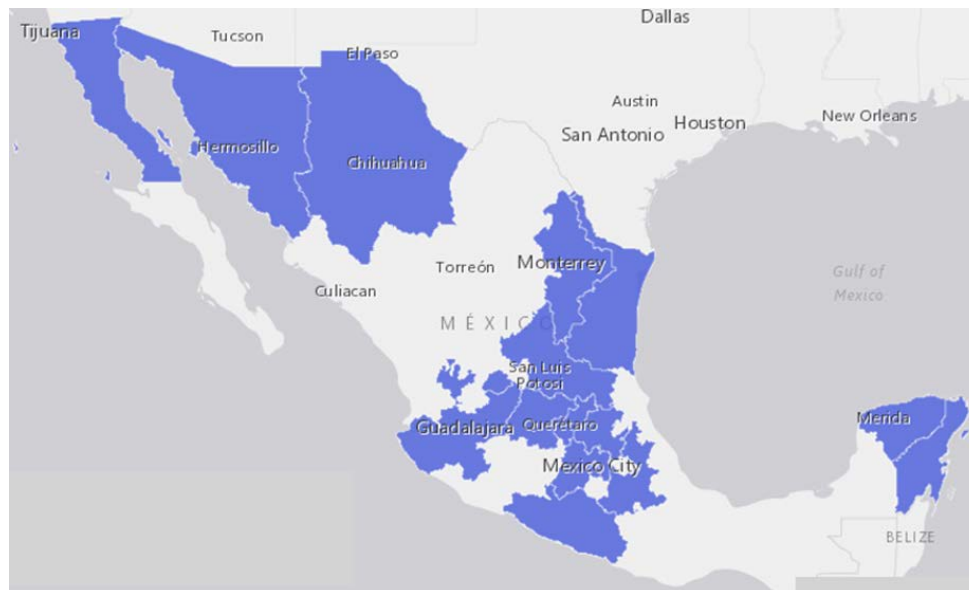 Dallas
Tijuana
Tucson
El Paso
Austin
San Antonio
Houston
New Orleans
Hermosillo
Chihuahua
Monterrey
Torreón
Culiacan
Gulf of
Mexico
MÉXICO
San Luis
Potosi
Guadalajara
Querétaro
Merida
Mexico City
BELIZE